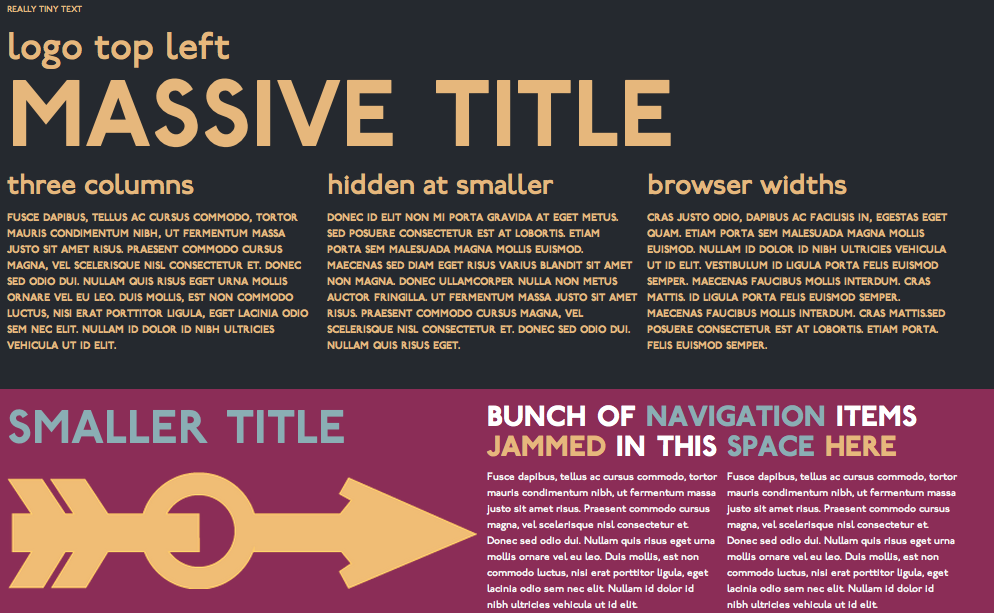 REALLY TINY TEXT
logo top left
MASSIVE TITLE
three columns
FUSCE DAPIBUS, TELLUS AC CURSUS COMMODO, TORTOR
MAURIS CONDIMENTUM NIBH, UT FERMENTUM MASSA
JUSTO SIT AMET RISUS. PRAESENT COMMODO CURSUS
MAGNA, VEL SCELERISQUE NISL CONSECTETUR ET. DONEC
SED ODIO DUI. NULLAM QUIS RISUS EGET URNA MOLLIS
ORNARE VEL EU LEO. DUIS MOLLIS, EST NON COMMODO
LUCTUS, NISI ERAT PORTTITOR LIGULA, EGET LACINIA ODIO
SEM NEC ELIT. NULLAM ID DOLOR ID NIBH ULTRICIES
VEHICULA UT ID ELIT.
hidden at smaller
DONEC ID ELIT NON MI PORTA GRAVIDA AT EGET METUS.
SED POSUERE CONSECTETUR EST AT LOBORTIS. ETIAM
PORTA SEM MALESUADA MAGNA MOLLIS EUISMOD.
MAECENAS SED DIAM EGET RISUS VARIUS BLANDIT SIT AMET
NON MAGNA. DONEC ULLAMCORPER NULLA NON METUS
AUCTOR FRINGILLA. UT FERMENTUM MASSA JUSTO SIT AMET
RISUS. PRAESENT COMMODO CURSUS MAGNA, VEL
SCELERISQUE NISL CONSECTETUR ET. DONEC SED ODIO DUI.
NULLAM QUIS RISUS EGET.
browser widths
CRAS JUSTO ODIO, DAPIBUS AC FACILISIS IN, EGESTAS EGET
QUAM. ETIAM PORTA SEM MALESUADA MAGNA MOLLIS
EUISMOD. NULLAM ID DOLOR ID NIBH ULTRICIES VEHICULA
UT ID ELIT. VESTIBULUM ID LIGULA PORTA FELIS EUISMOD
SEMPER. MAECENAS FAUCIBUS MOLLIS INTERDUM. CRAS
MATTIS. ID LIGULA PORTA FELIS EUISMOD SEMPER.
MAECENAS FAUCIBUS MOLLIS INTERDUM. CRAS MATTIS.SED
POSUERE CONSECTETUR EST AT LOBORTIS. ETIAM PORTA.
FELIS EUISMOD SEMPER.
SMALLER TITLE
BUNCH OF NAVIGATION ITEMS
JAMMED IN THIS SPACE HERE
Fusce dapibus, tellus ac cursus commodo, tortor
mauris condimentum nibh, ut fermentum massa
justo sit amet risus. Praesent commodo cursus
magna, vel scelerisque nisl consectetur et.
Donec sed odio dui. Nullam quis risus eget urna
mollis ornare vel eu leo. Duis mollis, est non
commodo luctus, nisi erat porttitor ligula, eget
lacinia odio sem nec elit. Nullam id dolor id
nibh ultricies vehicula ut id elit.
Fusce dapibus, tellus ac cursus commodo, tortor
mauris condimentum nibh, ut fermentum massa
justo sit amet risus. Praesent commodo cursus
magna, vel scelerisque nisl consectetur et.
Donec sed odio dui. Nullam quis risus eget urna
mollis ornare vel eu leo. Duis mollis, est non
commodo luctus, nisi erat porttitor ligula, eget
lacinia odio sem nec elit. Nullam id dolor id
nibh ultricies vehicula ut id elit.